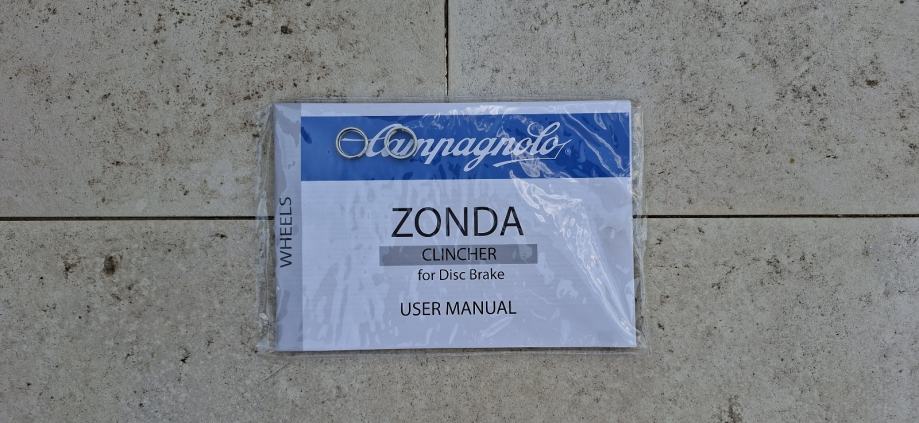 Campagnolo
WHEELS
ZONDA
CLINCHER
for Disc Brake
USER MANUAL